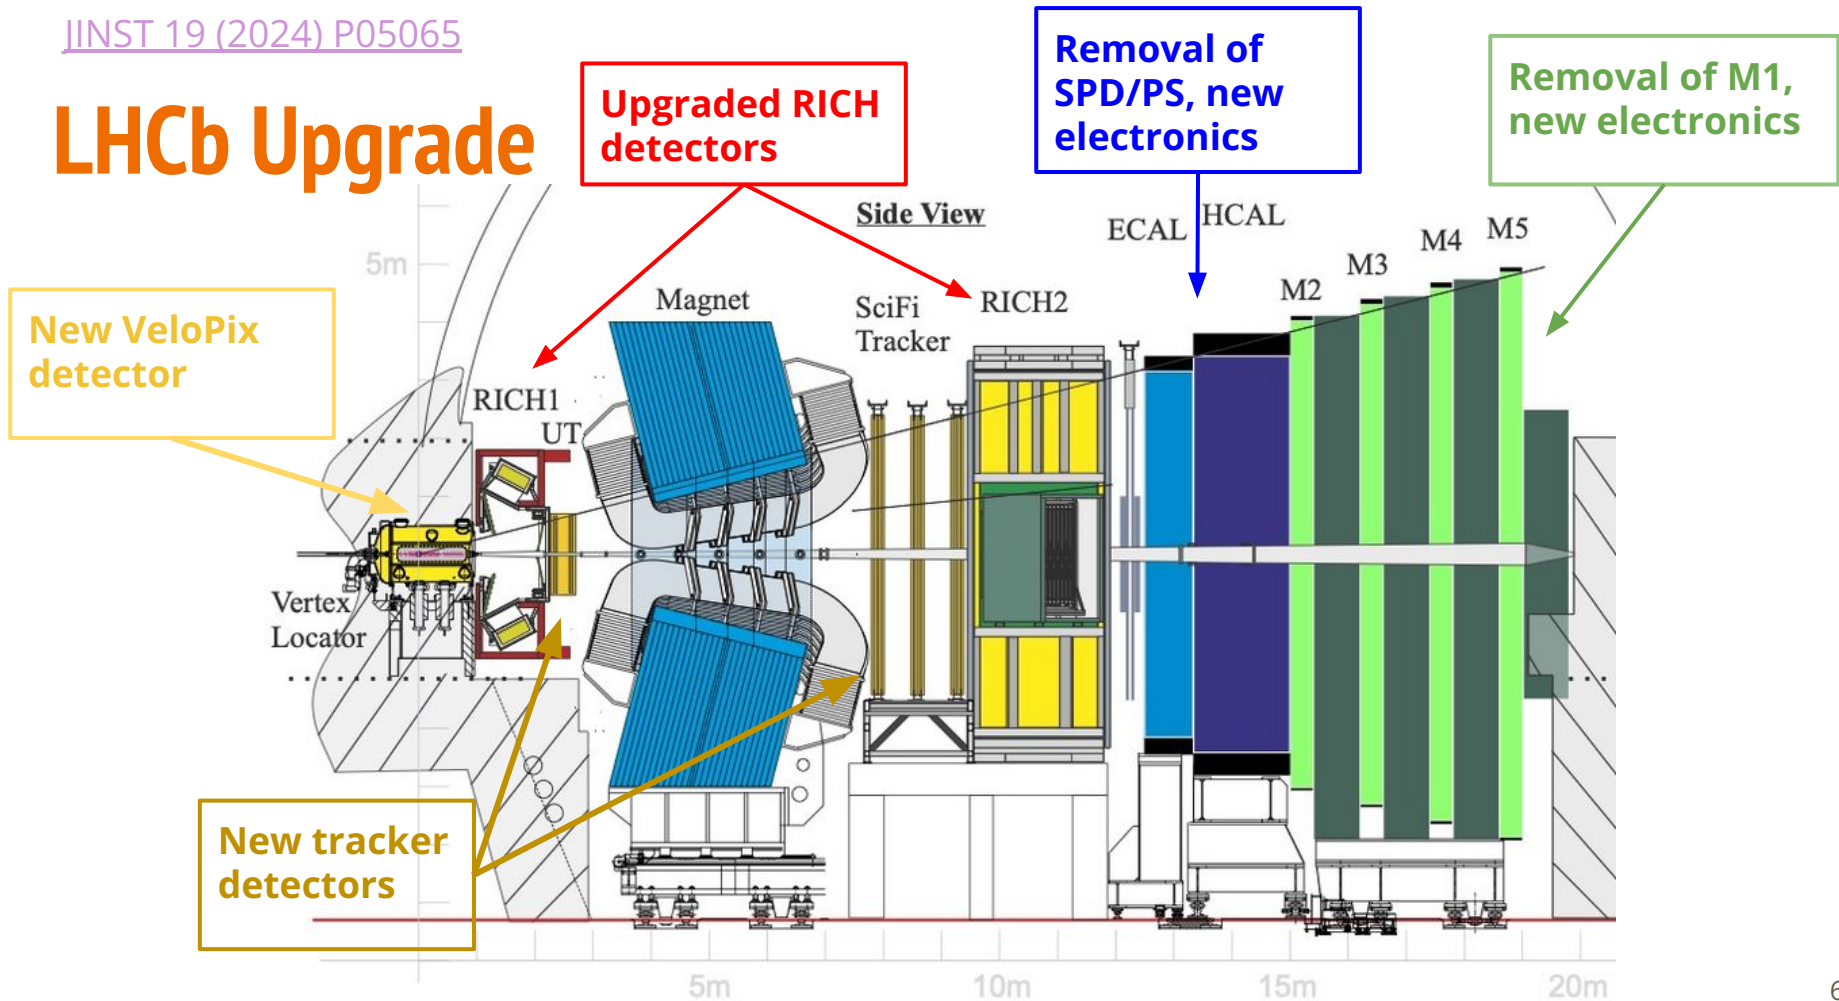 JINST 19 (2024) P05065
LHCb Upgrade
Upgraded RICH
detectors
Removal of
SPD/PS, new
electronics
Removal of M1,
new electronics
New VeloPix
detector
Side View
ECAL
HCAL
M2
M3
M4
M5
5m
Magnet
SciFi
Tracker
RICH2
RICH1
UT
Vertex
Locator
New tracker
detectors
5m
10m
15m
20m
6